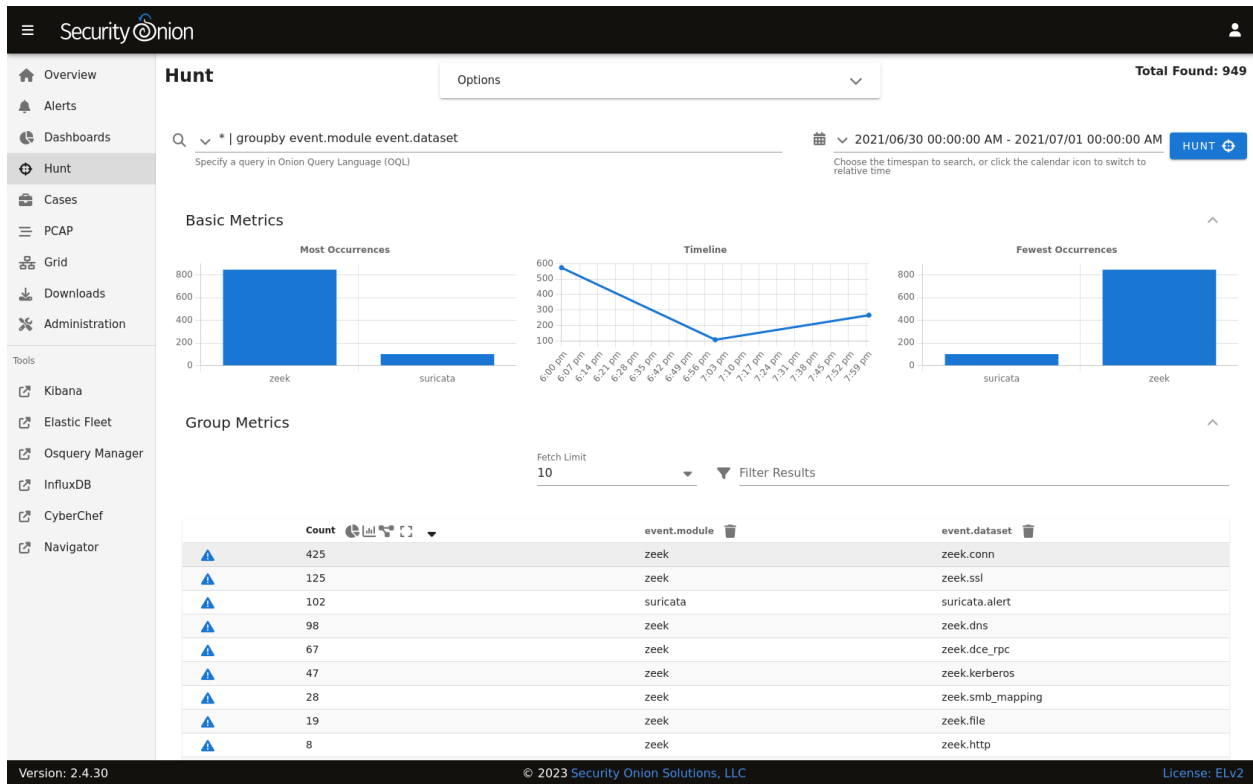 Security Onion
Overview
Alerts
Dashboards
Hunt
Cases
PCAP
Grid
Downloads
Administration
Tools
Kibana
Elastic Fleet
Osquery Manager
InfluxDB
CyberChef
Navigator
Hunt
Options
Total Found: 949
* | groupby event.module event.dataset
Specify a query in Onion Query Language (OQL)
2021/06/30 00:00:00 AM - 2021/07/01 00:00:00 AM
Choose the timespan to search, or click the calendar icon to switch to
relative time
HUNT
Basic Metrics
Most Occurrences
800
600
400
200
0
zeek suricata
Timeline
600
500
400
300
200
100
6:00 pm 6:07 pm 6:14 pm 6:21 pm 6:28 pm 6:35 pm 6:42 pm 6:49 pm 6:56 pm 7:03 pm 7:10 pm 7:17 pm 7:24 pm 7:31 pm 7:38 pm 7:45 pm 7:52 pm 7:59 pm
Fewest Occurrences
800
600
400
200
0
suricata zeek
Group Metrics
Fetch Limit
10
Filter Results
Count event.module event.dataset
425 zeek zeek.conn
125 zeek zeek.ssl
102 suricata suricata.alert
98 zeek zeek.dns
67 zeek zeek.dce_rpc
47 zeek zeek.kerberos
28 zeek zeek.smb_mapping
19 zeek zeek.file
8 zeek zeek.http
Version: 2.4.30
© 2023 Security Onion Solutions, LLC
License: ELv2